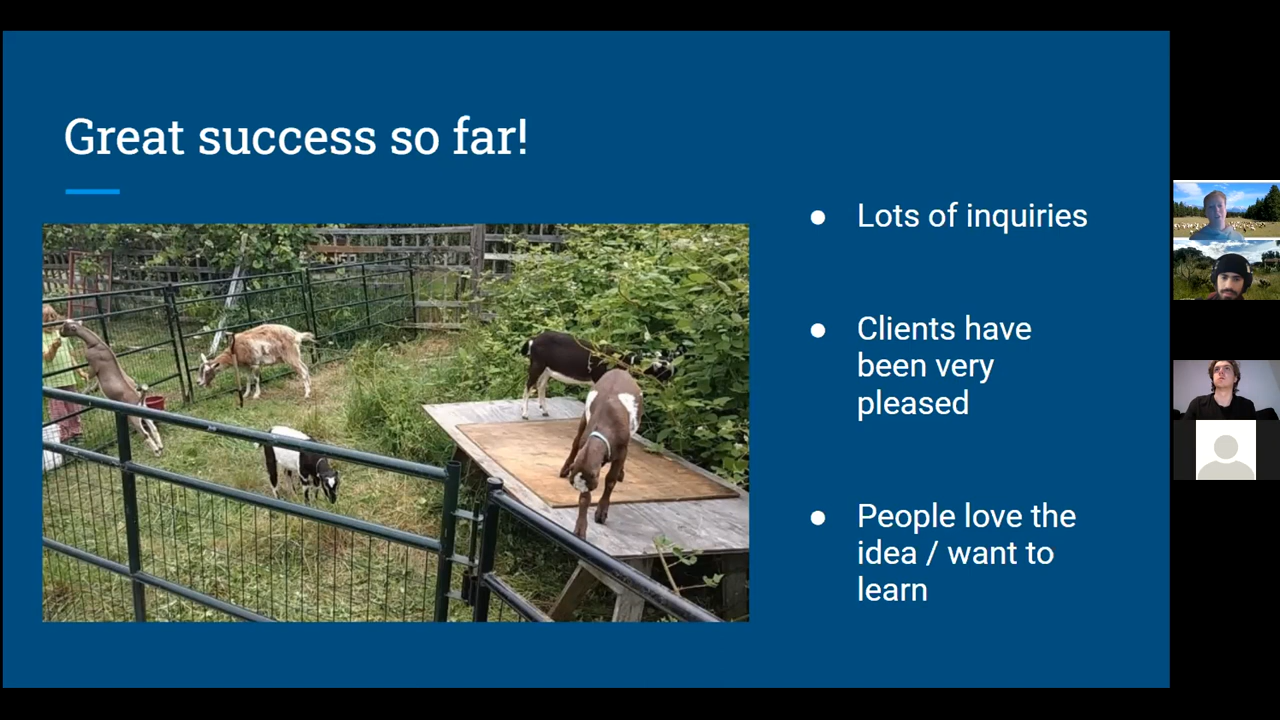 Great success so far!
● Lots of inquiries
● Clients have
been very
pleased
● People love the
idea / want to
learn